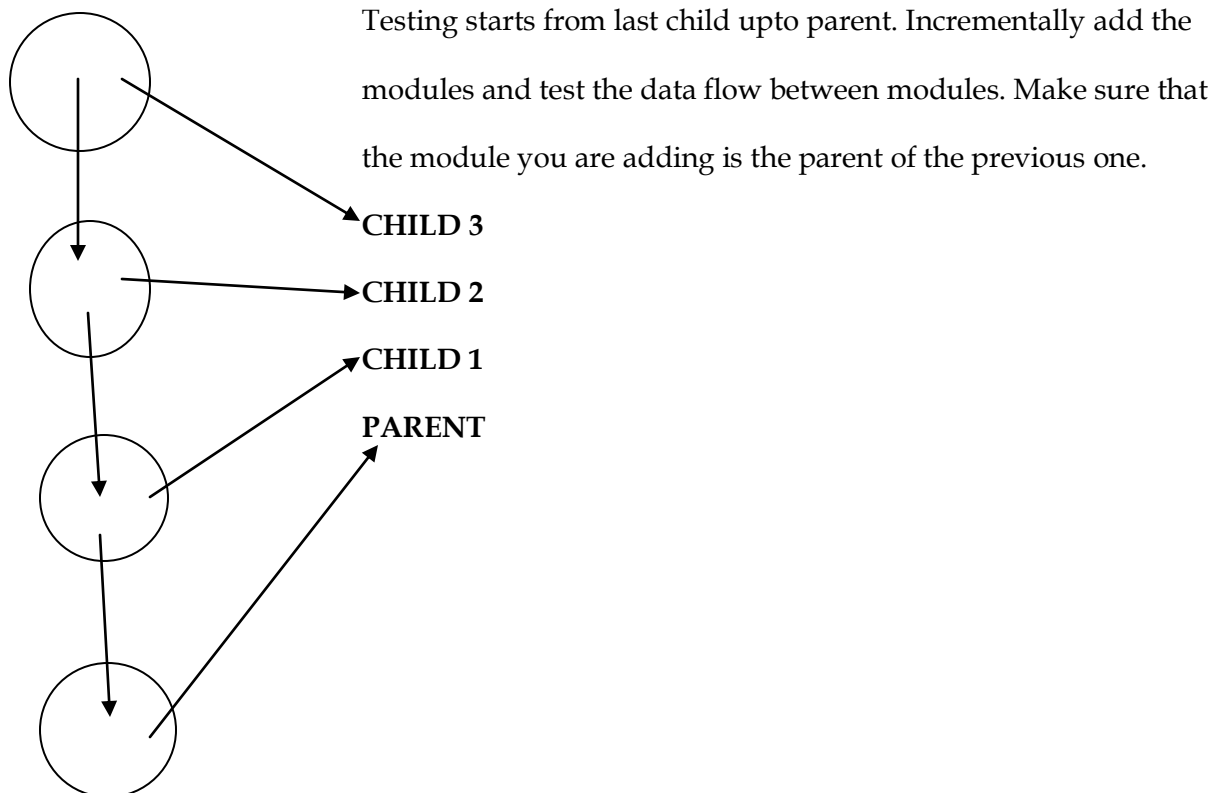 Testing starts from last child upto parent. Incrementally add the
modules and test the data flow between modules. Make sure that
the module you are adding is the parent of the previous one.
CHILD 3
CHILD 2
CHILD 1
PARENT